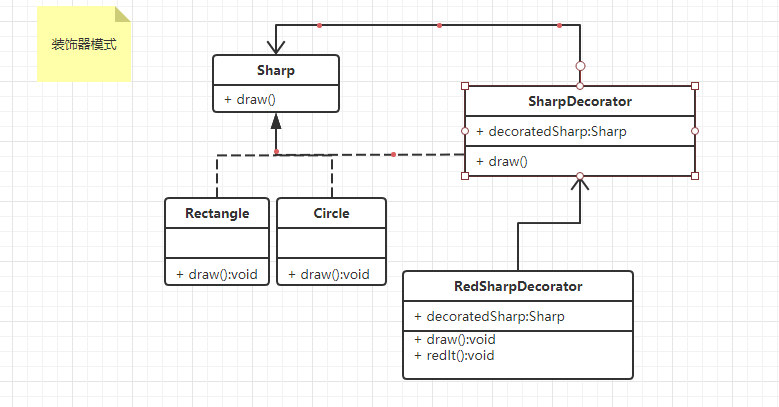 装饰器模式
Sharp
+ draw()
SharpDecorator
+ decoratedSharp:Sharp
+ draw()
Rectangle
+ draw():void
Circle
+ draw():void
RedSharpDecorator
+ decoratedSharp:Sharp
+ draw():void
+ redIt():void